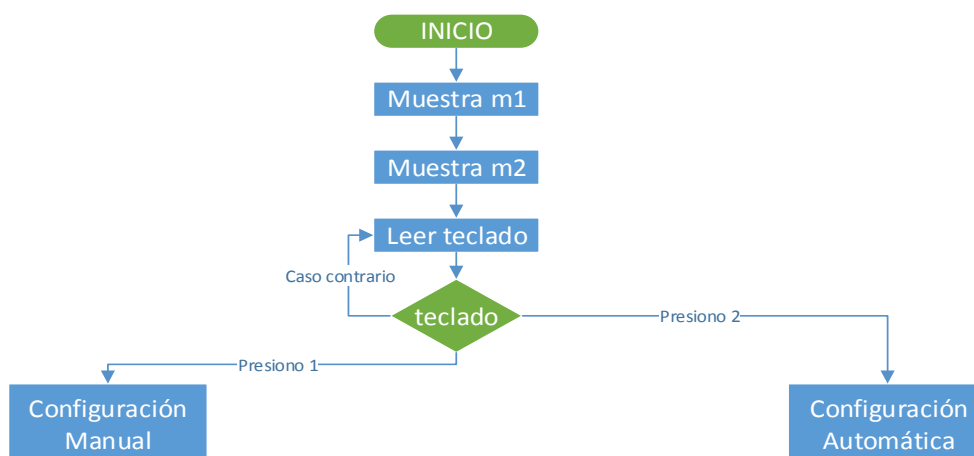 INICIO
Muestra m1
Muestra m2
Leer teclado
Caso contrario
teclado
Presiono 2
Presiono 1
Configuración
Manual
Configuración
Automática